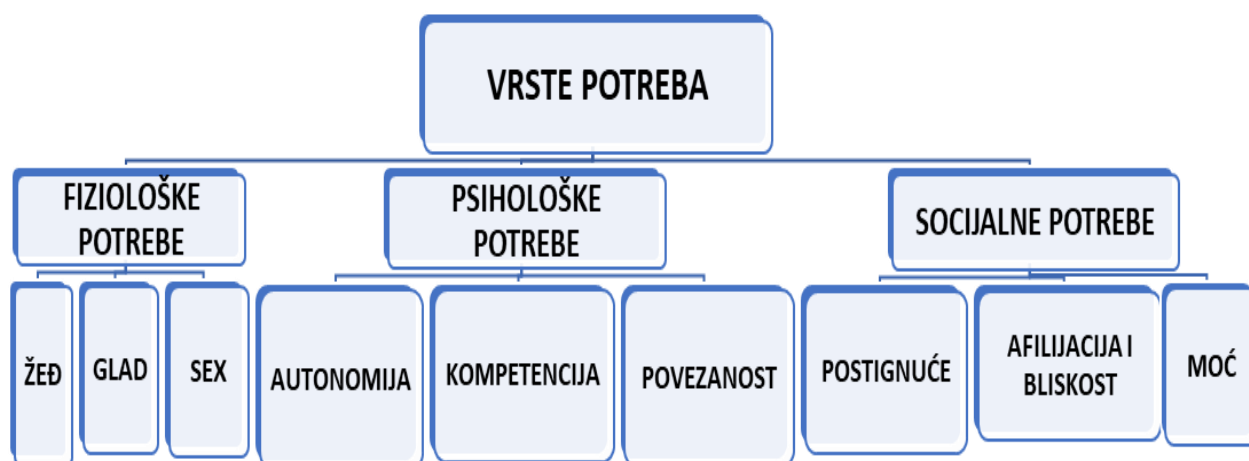 VRSTE POTREBA
FIZIOLOŠKE
POTREBE
PSIHOLOŠKE
POTREBE
SOCIJALNE POTREBE
ŽEĐ
GLAD
SEX
AUTONOMIJA
KOMPETENCIJA
POVEZANOST
POSTIGNUĆE
AFILIJACIJA I
BLISKOST
MOĆ